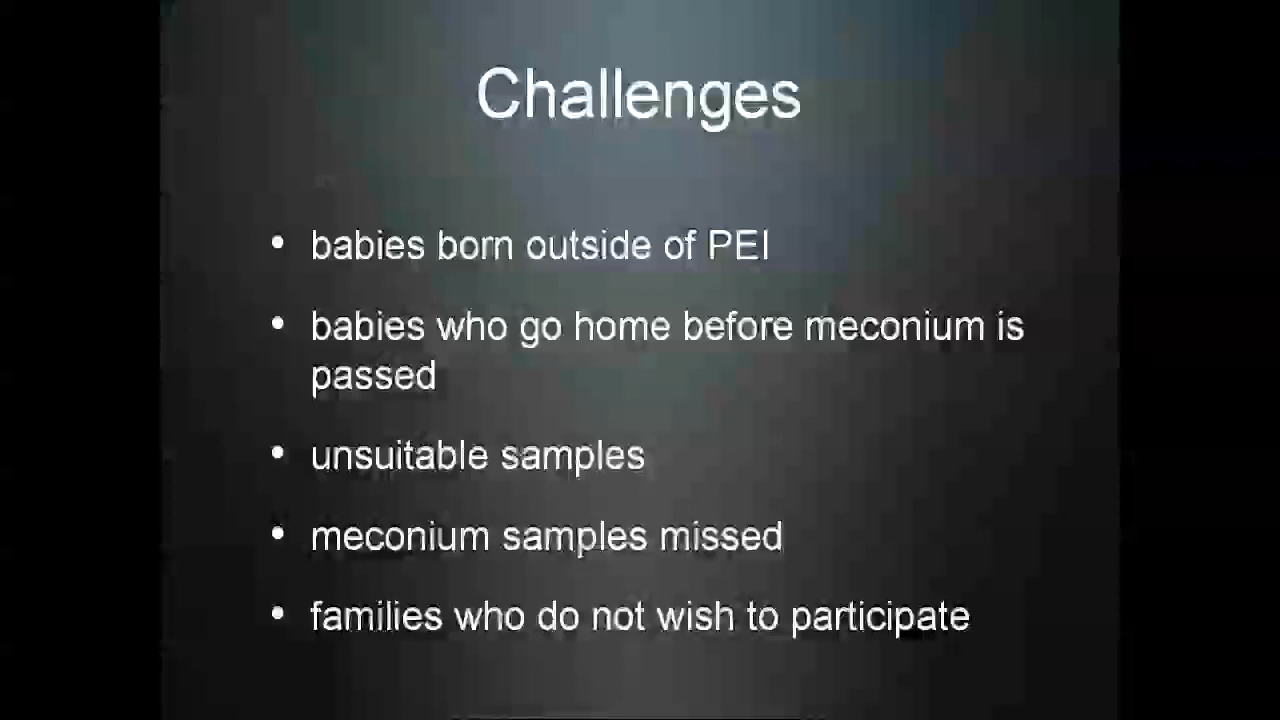 Challenges
• babies born outside of PEI
• babies who go home before meconium is
passed
• unsuitable samples
• meconium samples missed
• families who do not wish to participate